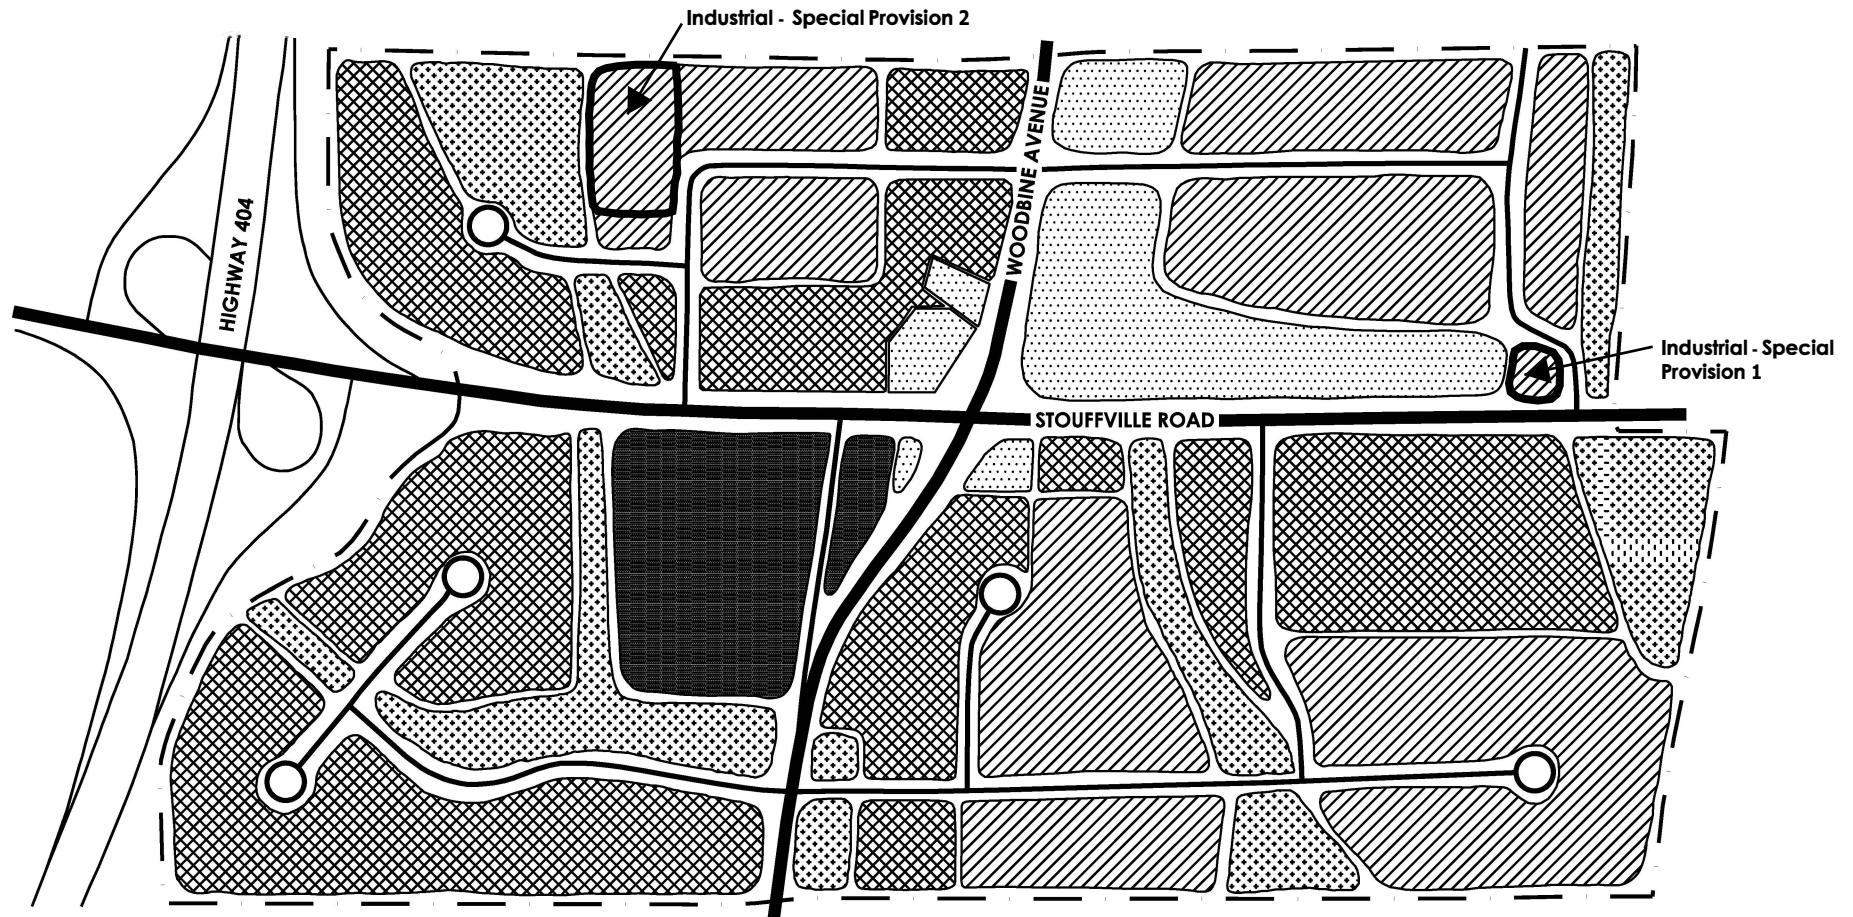 Industrial - Special Provision 2
WOODBINE AVENUE
HIGHWAY 404
Industrial - Special
Provision 1
STOUFFVILLE ROAD